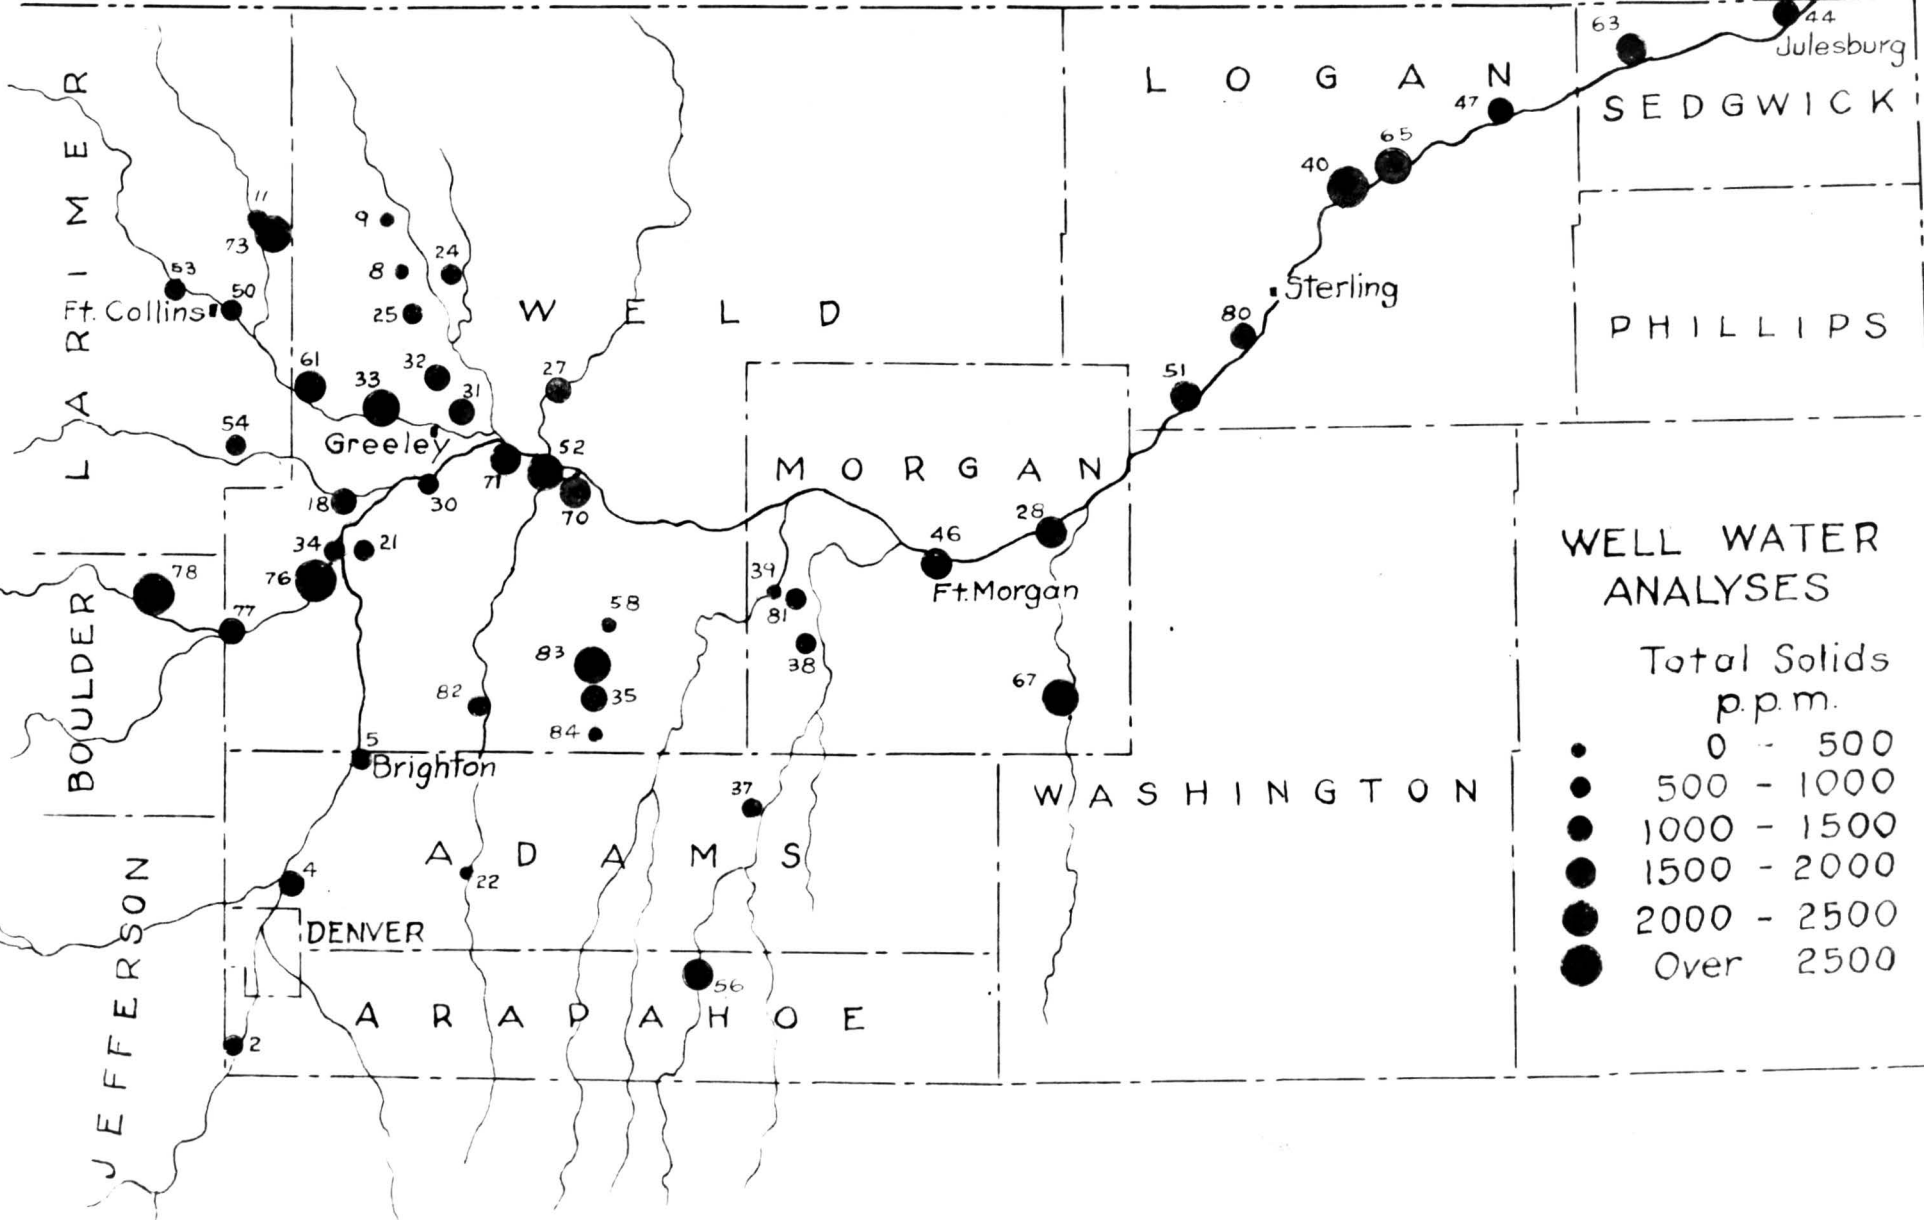 44
Julesburg
63
LOGAN
47
SEDGWICK
65
40
LARIMER
11
73
9
24
8
53
50
Ft. Collins
25
WELD
Sterling
80
PHILLIPS
61
32
33
31
27
51
54
Greeley
52
71
MORGAN
18
30
70
28
46
34
21
76
78
39
Ft. Morgan
81
58
77
BOULDER
83
38
67
35
82
84
5
Brighton
37
WASHINGTON
ADAMS
4
22
DENVER
JEFFERSON
56
ARAPAHOE
2
WELL WATER
ANALYSES
Total Solids
p.p.m.
0 - 500
500 - 1000
1000 - 1500
1500 - 2000
2000 - 2500
Over 2500